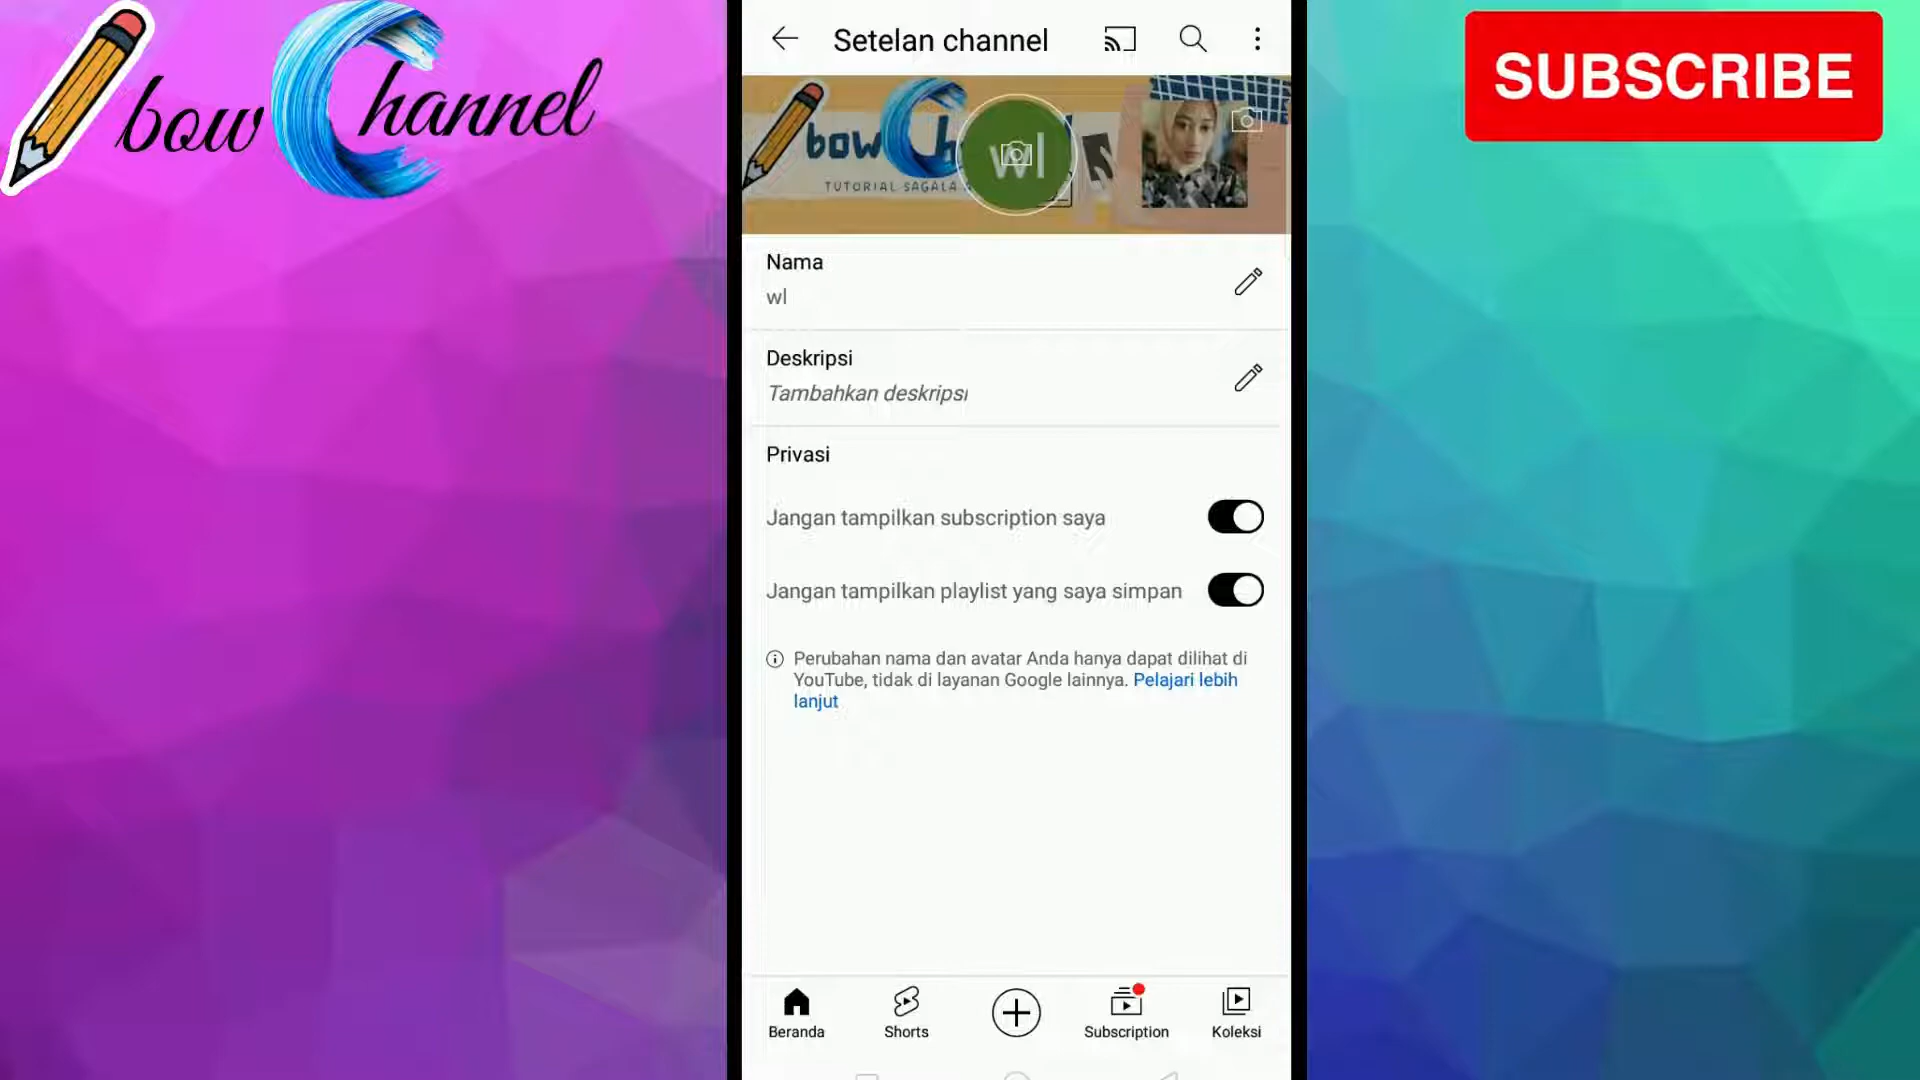 bow Channel
SUBSCRIBE
Setelan channel
bow Ch
TUTORIAL SAGALA
wl
Nama
wl
Deskripsi
Tambahkan deskripsi
Privasi
Jangan tampilkan subscription saya
Jangan tampilkan playlist yang saya simpan
Perubahan nama dan avatar Anda hanya dapat dilihat di
YouTube, tidak di layanan Google lainnya. Pelajari lebih
lanjut
Beranda
Shorts
Subscription
Koleksi